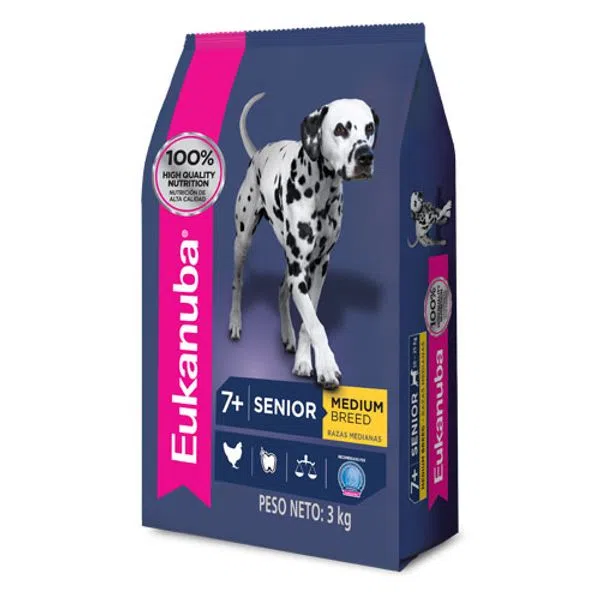 100%
HIGH QUALITY
NUTRITION
NUTRICIÓN DE
ALTA CALIDAD
Eukanuba®
7+ SENIOR
MEDIUM
BREED
RAZAS MEDIANAS
PESO NETO: 3 kg
100%
Eukanuba
7+ SENIOR
MEDIUM BREED / RAZAS MEDIANAS